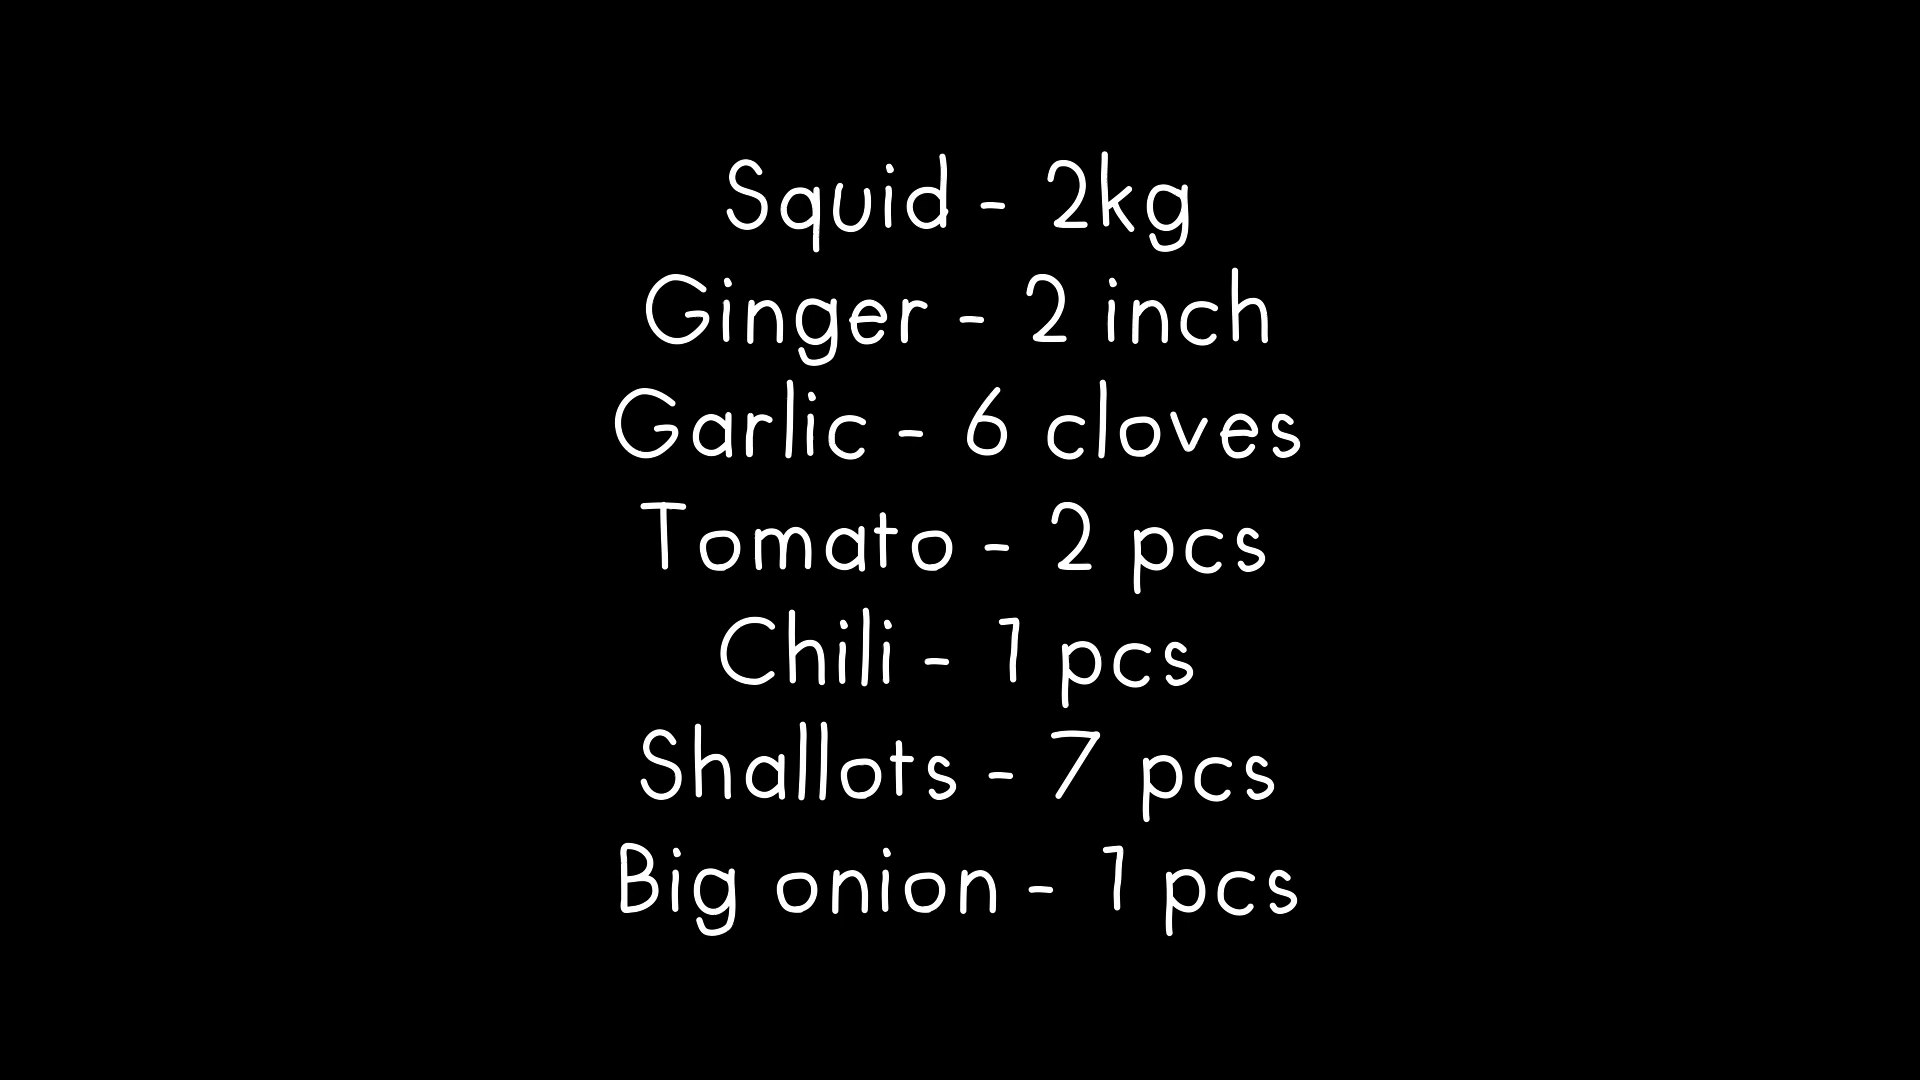 Squid - 2kg
Ginger - 2 inch
Garlic - 6 cloves
Tomato - 2 pcs
Chili - 1 pcs
Shallots - 7 pcs
Big onion - 1 pcs